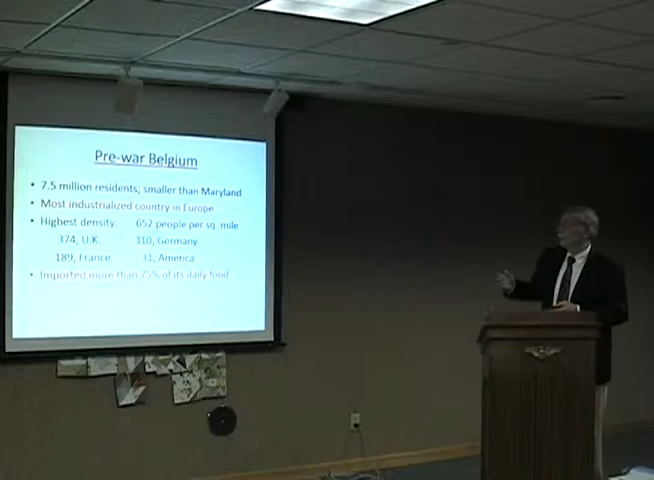 Pre-war Belgium
• 7.5 million residents; smaller than Maryland
• Most industrialized country in Europe
• Highest density: 652 people per sq. mile
374, U.K. 310, Germany
189, France 31, America
• Imported more than 75% of its daily food